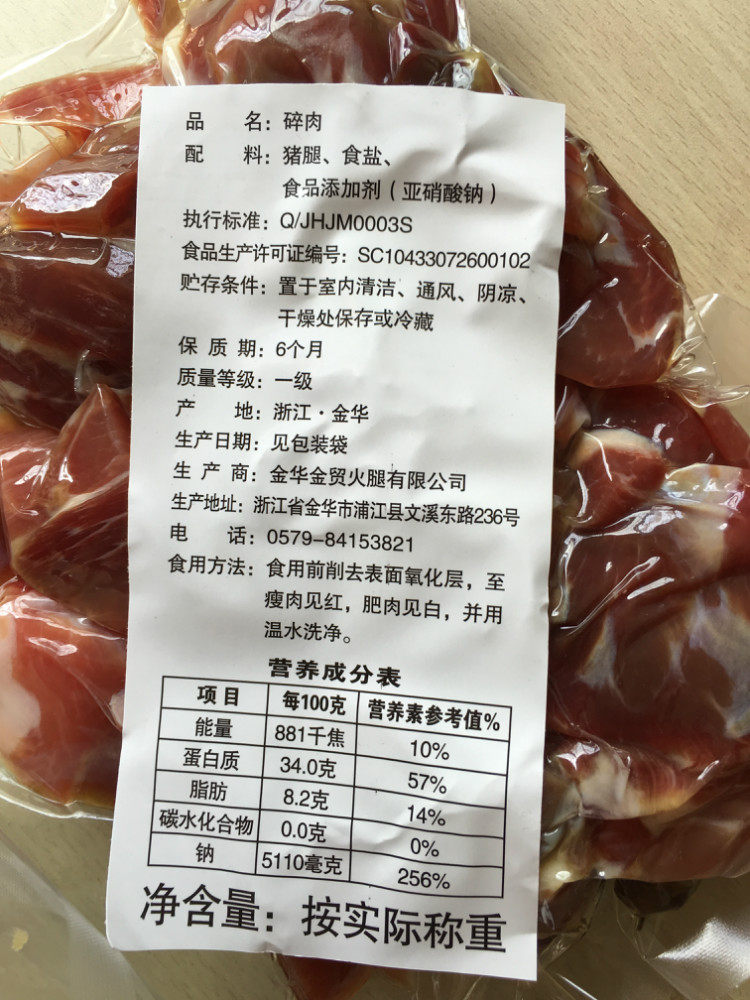 品 名：碎肉
配 料：猪腿、食盐、
食品添加剂（亚硝酸钠）
执行标准：Q/JHJM0003S
食品生产许可证编号：SC10433072600102
贮存条件：置于室内清洁、通风、阴凉、
干燥处保存或冷藏
保 质 期：6个月
质量等级：一级
产 地：浙江·金华
生产日期：见包装袋
生 产 商：金华金贸火腿有限公司
生产地址：浙江省金华市浦江县文溪东路236号
电 话：0579-84153821
食用方法：食用前削去表面氧化层，至
瘦肉见红，肥肉见白，并用
温水洗净。
营养成分表
项目 每100克 营养素参考值%
能量 881千焦 10%
蛋白质 34.0克 57%
脂肪 8.2克 14%
碳水化合物 0.0克 0%
钠 5110毫克 256%
净含量：按实际称重